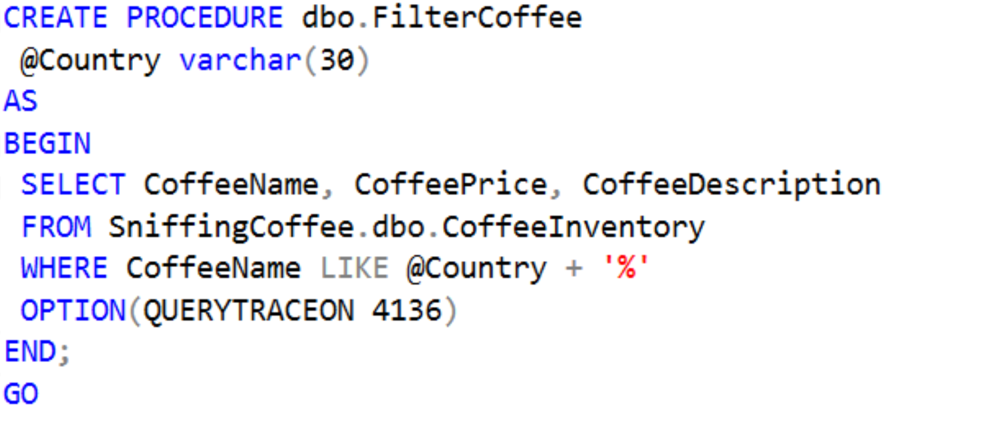 CREATE PROCEDURE dbo.FilterCoffee
@Country varchar(30)
AS
BEGIN
SELECT CoffeeName, CoffeePrice, CoffeeDescription
FROM SniffingCoffee.dbo.CoffeeInventory
WHERE CoffeeName LIKE @Country + '%'
OPTION(QUERYTRACEON 4136)
END;
GO